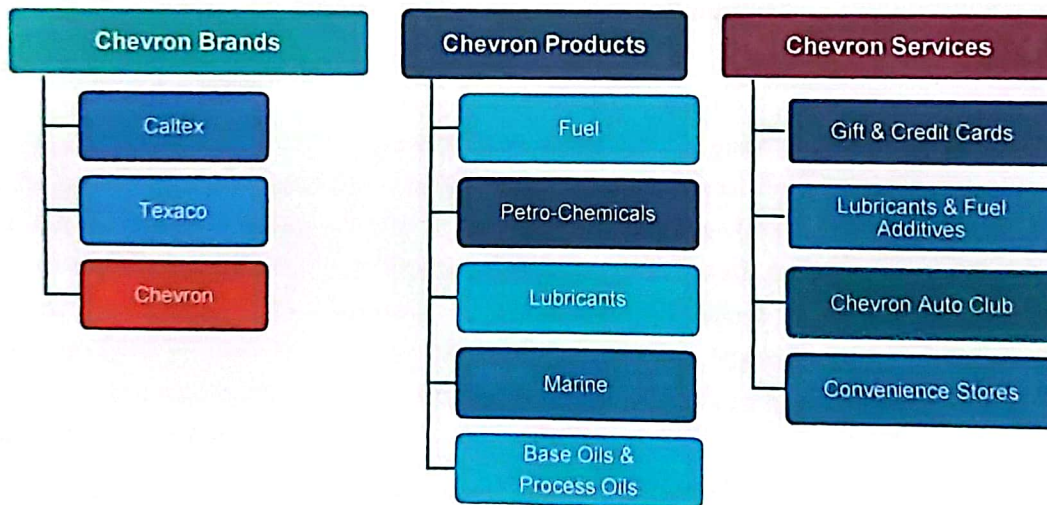 Chevron Brands
Caltex
Texaco
Chevron
Chevron Products
Fuel
Petro-Chemicals
Lubricants
Marine
Base Oils &
Process Oils
Chevron Services
Gift & Credit Cards
Lubricants & Fuel
Additives
Chevron Auto Club
Convenience Stores